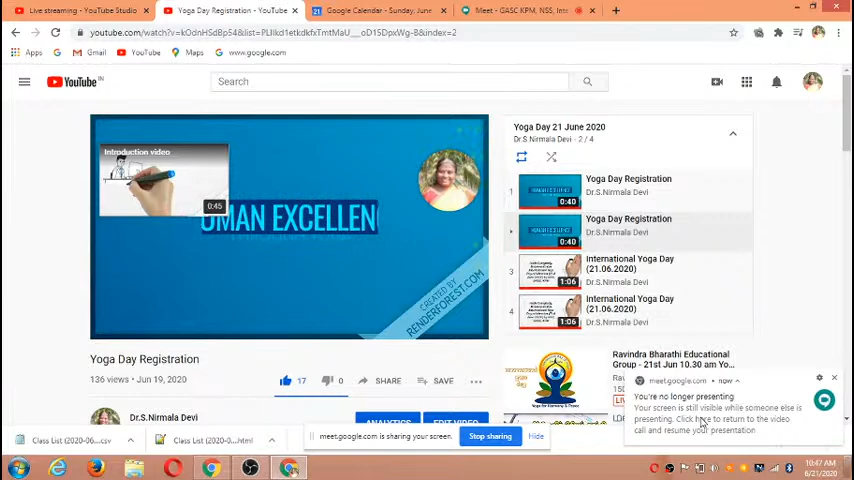 Live streaming - YouTube Studio
Yoga Day Registration - YouTube
Google Calendar - Sunday, June
Meet - GASC KPM, NSS, Int
youtube.com/watch?v=kOdnHSdBp54&list=PLIlkd1etkdkfxTmtMaU__oD15DpxWg-B&index=2
Apps
Gmail
YouTube
www.google.com
YouTube IN
Search
Introduction video
0:45
UMAN EXCELLENC
CREATED BY
RENDERFOREST.COM
Yoga Day 21 June 2020
Dr.S Nirmala Devi - 2 / 4
1
Yoga Day Registration
Dr.S.Nirmala Devi
0:40
Yoga Day Registration
Dr.S.Nirmala Devi
0:40
3
International Yoga Day
(21.06.2020)
Dr.S.Nirmala Devi
1:06
4
International Yoga Day
(21.06.2020)
Dr.S.Nirmala Devi
1:06
Yoga Day Registration
136 views • Jun 19, 2020
17
0
SHARE
SAVE
Dr.S.Nirmala Devi
ANALYTICS
EDIT VIDEO
Ravindra Bharathi Educational
Group - 21st Jun 10.30 am Yo...
meet.google.com • now
You're no longer presenting
Your screen is still visible while someone else is
presenting. Click here to return to the video
call and resume your presentation
Class List (2020-06....csv
Class List (2020-0....html
meet.google.com is sharing your screen.
Stop sharing
Hide
10:47 AM
6/21/2020